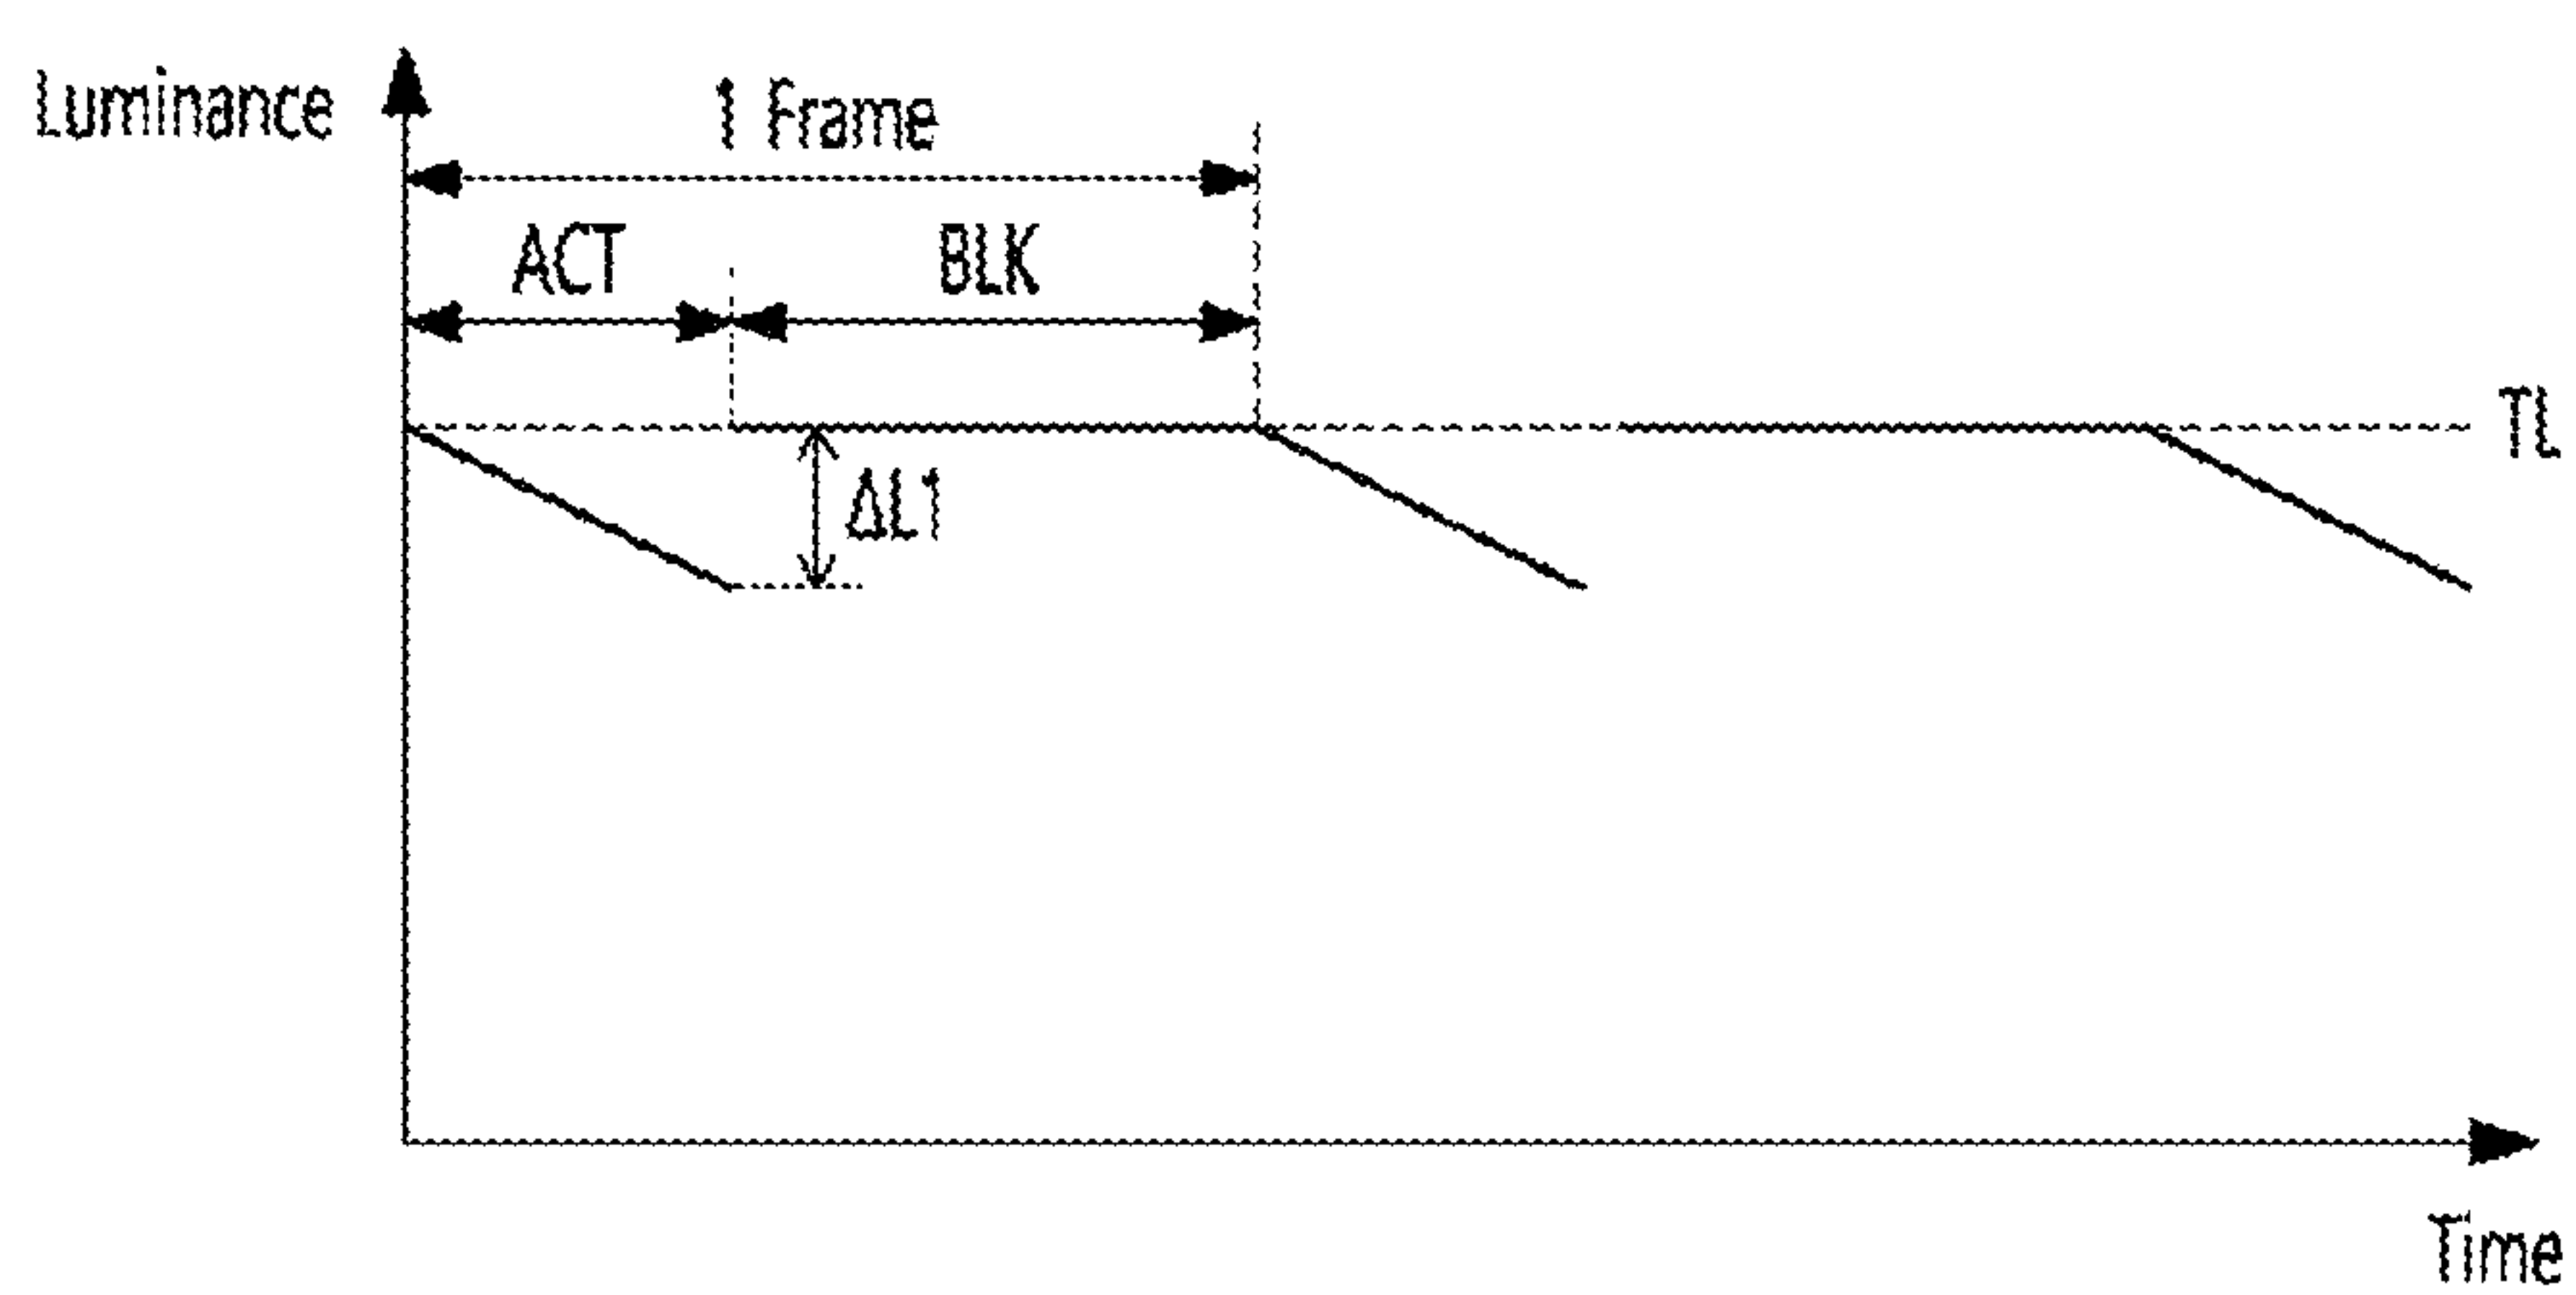 Luminance
1 Frame
ACT
BLK
TL
ΔL1
Time